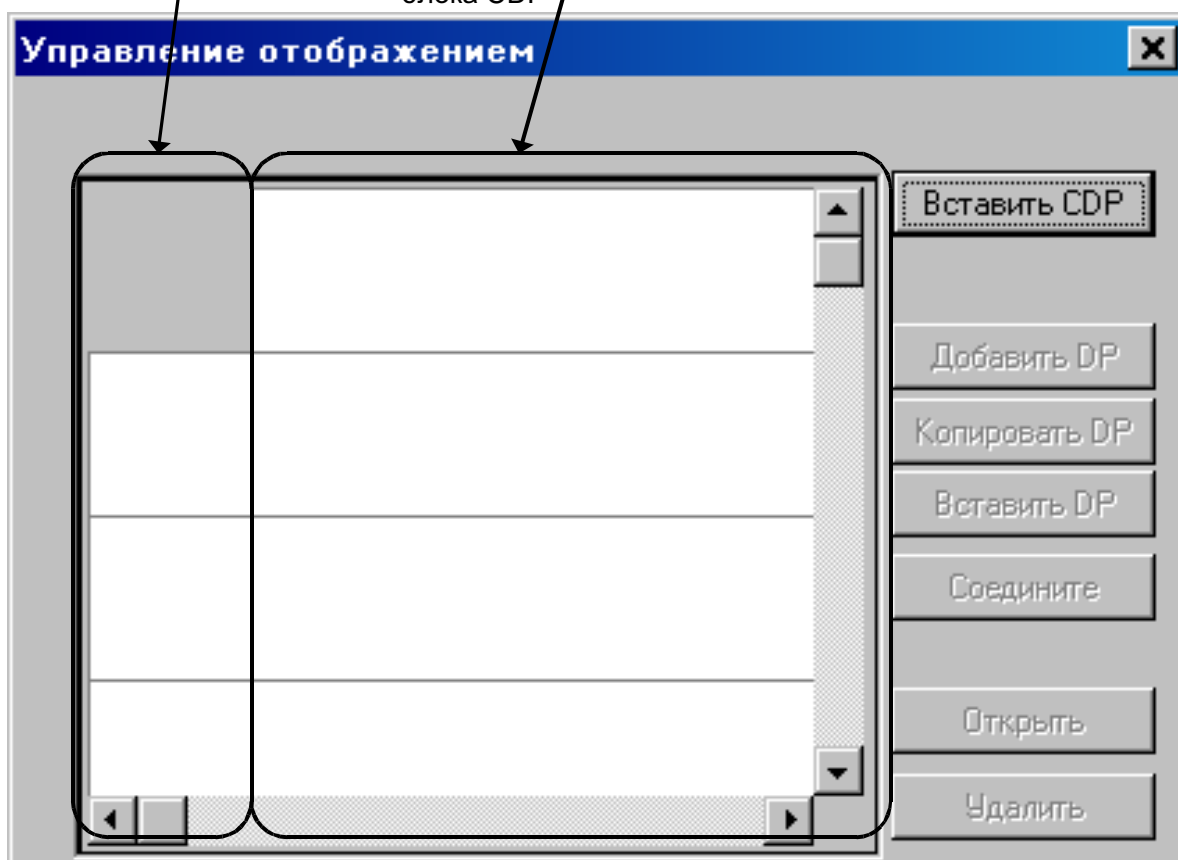 Управление отображением
Вставить CDP
Добавить DP
Копировать DP
Вставить DP
Соедините
Открыть
Удалить